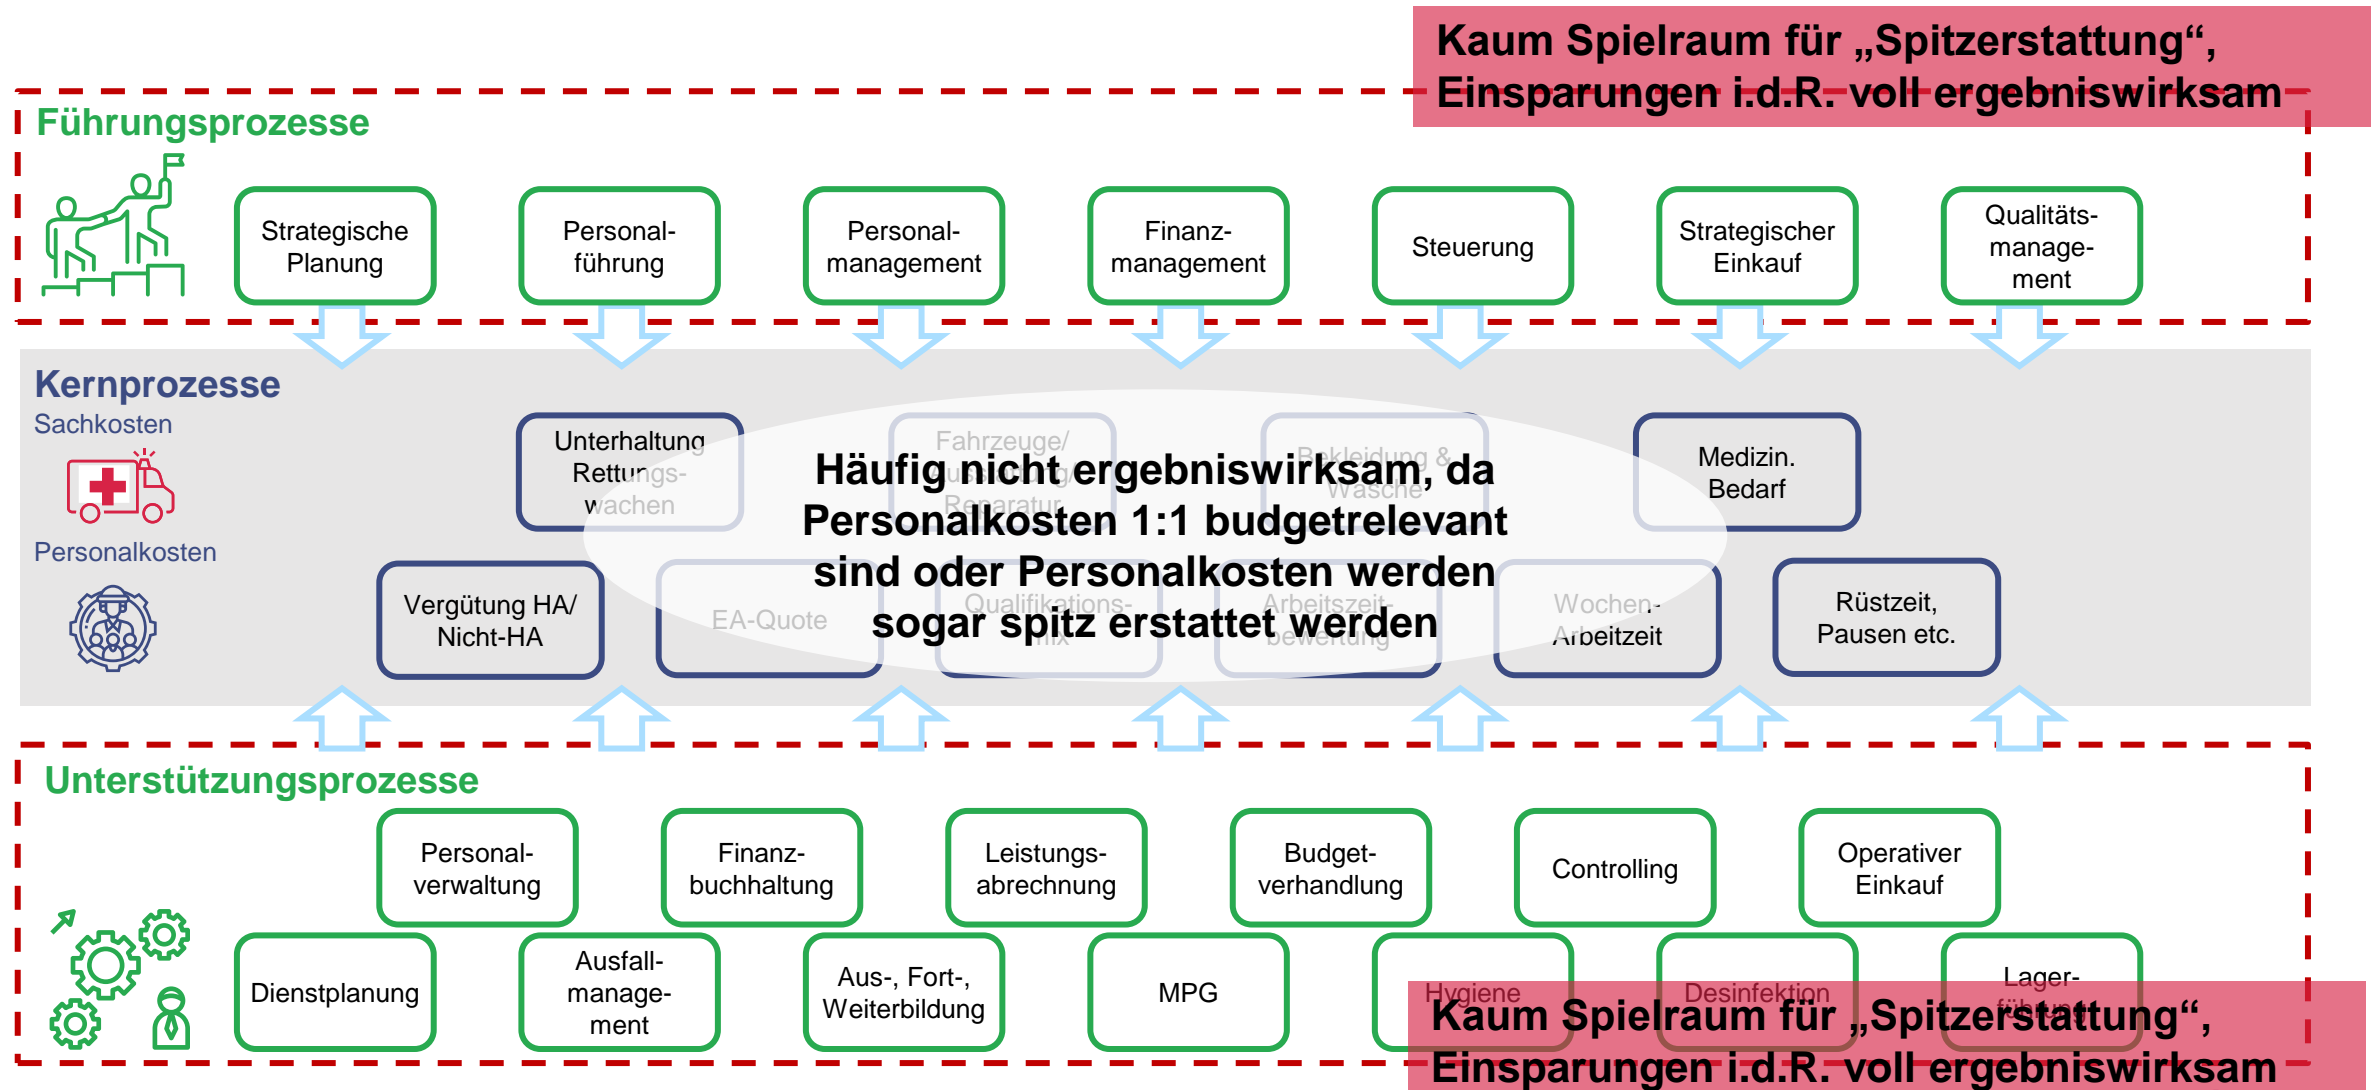 Kaum Spielraum für „Spitzerstattung“,
Einsparungen i.d.R. voll ergebniswirksam
Führungsprozesse
Strategische
Planung
Personal-
führung
Personal-
management
Finanz-
management
Steuerung
Strategischer
Einkauf
Qualitäts-
manage-
ment
Kernprozesse
Sachkosten
Unterhaltung
Rettungs-
wachen
Fahrzeuge/
Ausstattung/
Reparatur
Bekleidung &
Wäsche
Medizin.
Bedarf
Häufig nicht ergebniswirksam, da
Personalkosten 1:1 budgetrelevant
sind oder Personalkosten werden
sogar spitz erstattet werden
Personalkosten
Vergütung HA/
Nicht-HA
EA-Quote
Qualifikations-
mix
Arbeitszeit-
bewertung
Wochen-
Arbeitzeit
Rüstzeit,
Pausen etc.
Unterstützungsprozesse
Personal-
verwaltung
Finanz-
buchhaltung
Leistungs-
abrechnung
Budget-
verhandlung
Controlling
Operativer
Einkauf
Dienstplanung
Ausfall-
manage-
ment
Aus-, Fort-,
Weiterbildung
MPG
Hygiene
Desinfektion
Lager-
führung
Kaum Spielraum für „Spitzerstattung“,
Einsparungen i.d.R. voll ergebniswirksam